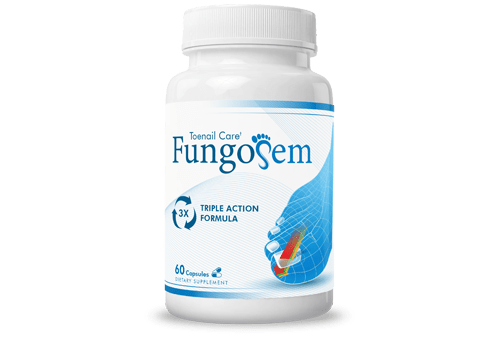 Toenail Care'
FungoSem
3X
TRIPLE ACTION
FORMULA
60 Capsules
DIETARY SUPPLEMENT